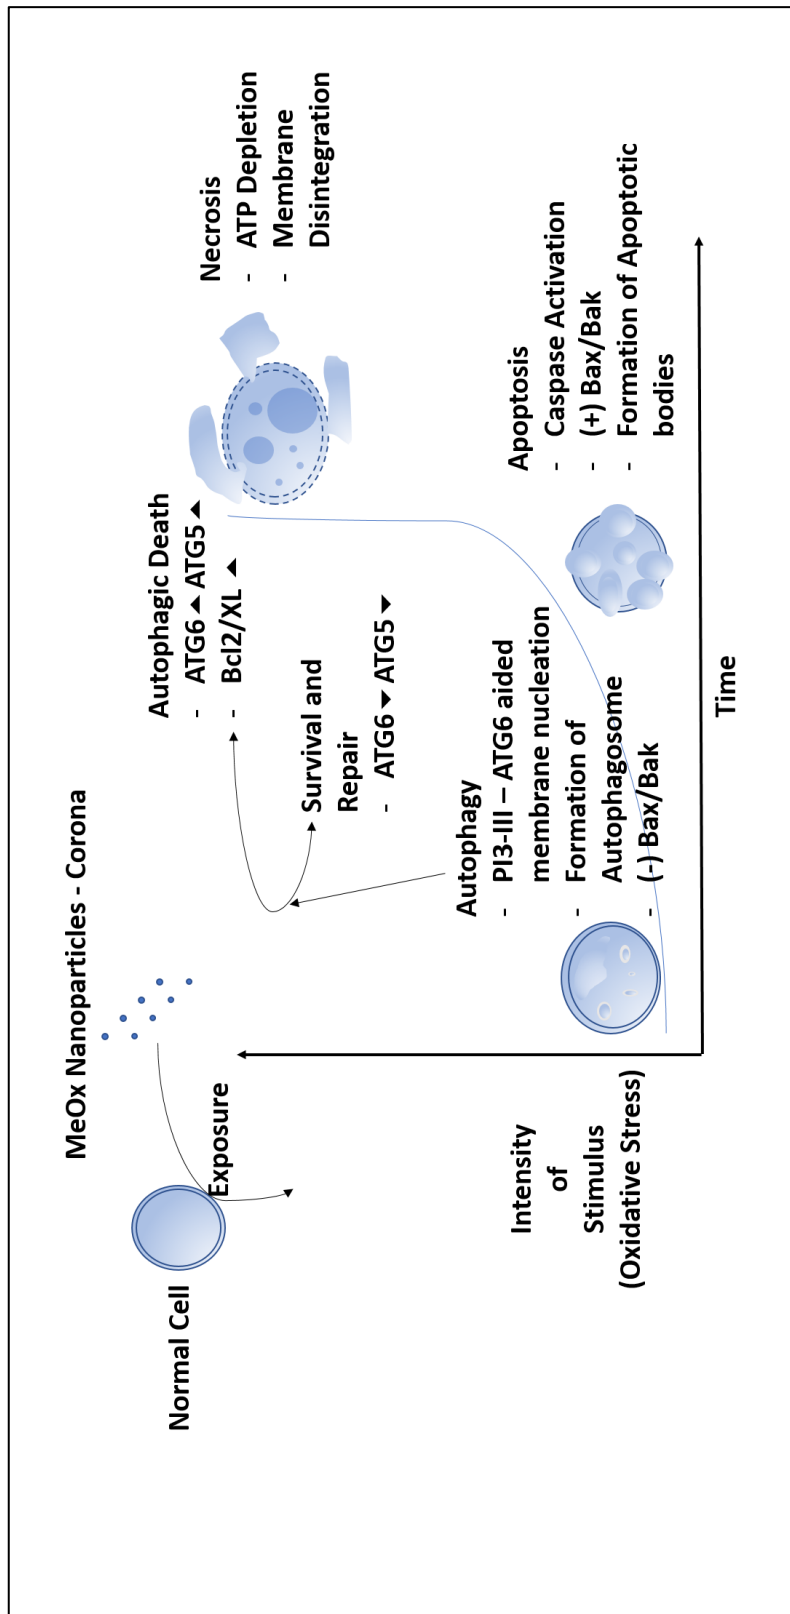 MeOx Nanoparticles - Corona
Normal Cell
Exposure
Autophagic Death
- ATG6 ▲ ATG5 ▲
- Bcl2/XL ▲
Survival and
Repair
- ATG6 ▼ ATG5 ▼
Necrosis
- ATP Depletion
- Membrane
Disintegration
Intensity
of
Stimulus
(Oxidative Stress)
Autophagy
- PI3-III – ATG6 aided
membrane nucleation
- Formation of
Autophagosome
- (-) Bax/Bak
Apoptosis
- Caspase Activation
- (+) Bax/Bak
- Formation of Apoptotic
bodies
Time